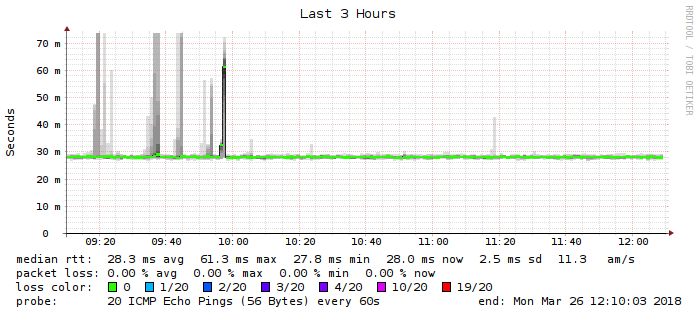 Last 3 Hours
RRDTOOL / TOBI OETIKER
Seconds
70 m
60 m
50 m
40 m
30 m
20 m
10 m
0
09:20 09:40 10:00 10:20 10:40 11:00 11:20 11:40 12:00
median rtt: 28.3 ms avg 61.3 ms max 27.8 ms min 28.0 ms now 2.5 ms sd 11.3 am/s
packet loss: 0.00 % avg 0.00 % max 0.00 % min 0.00 % now
loss color: 0 1/20 2/20 3/20 4/20 10/20 19/20
probe: 20 ICMP Echo Pings (56 Bytes) every 60s end: Mon Mar 26 12:10:03 2018